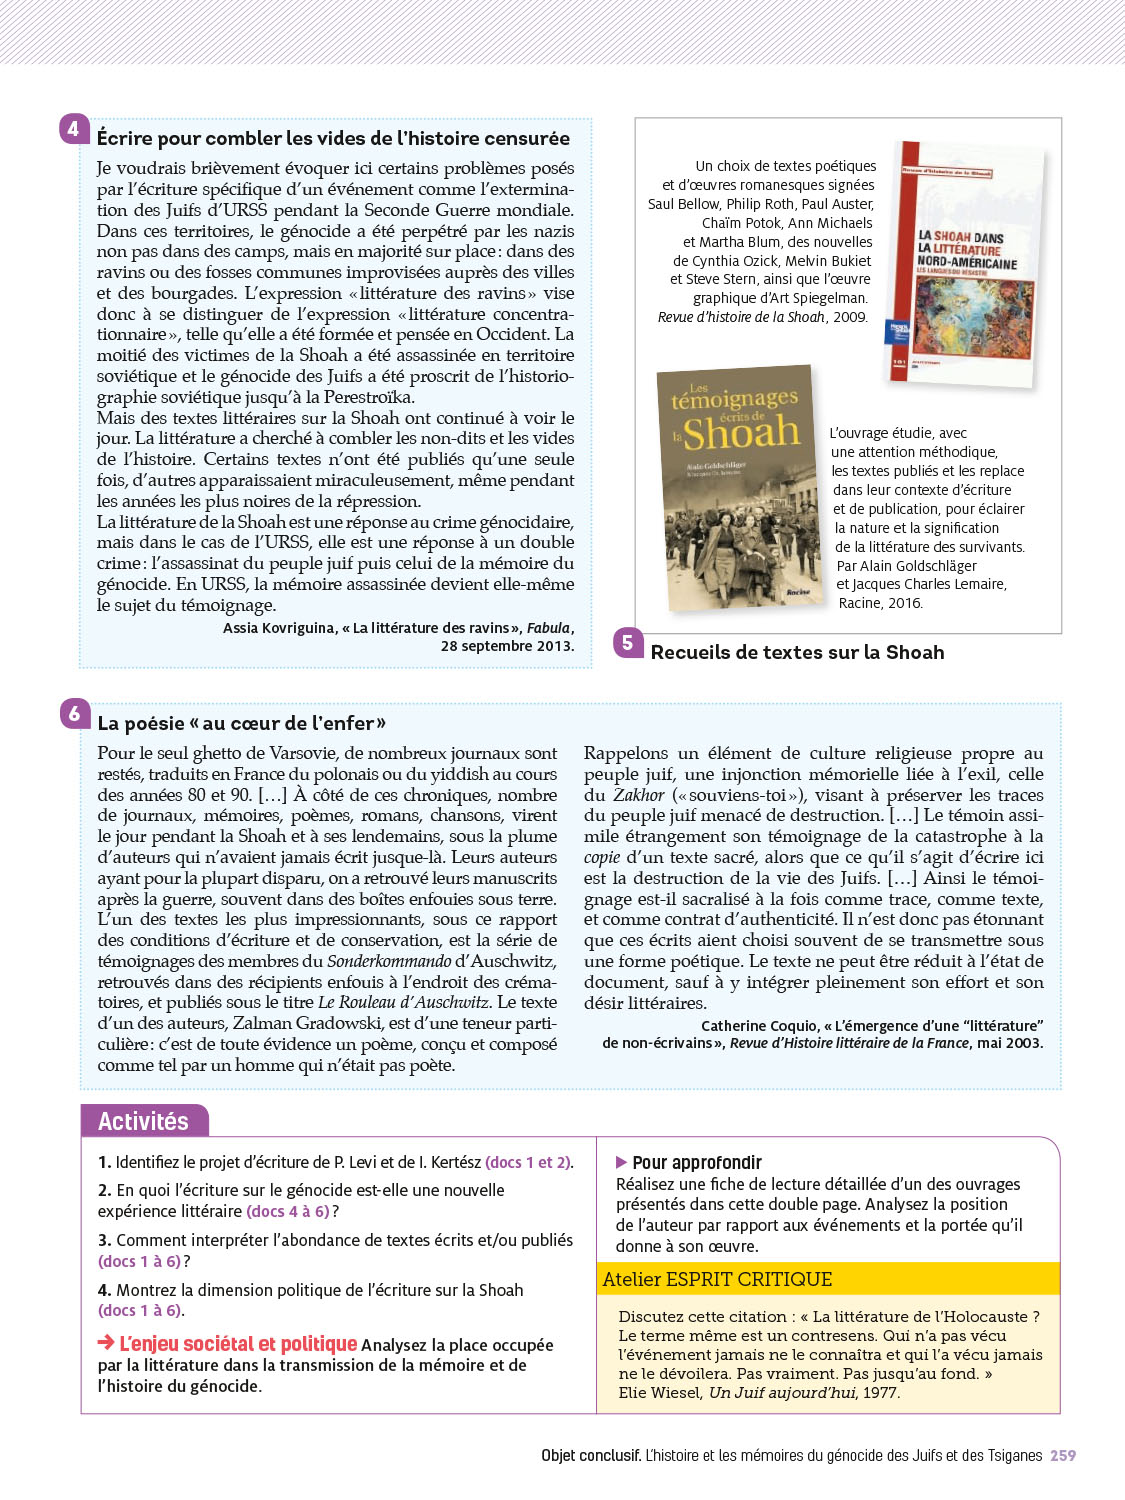 4
Écrire pour combler les vides de l'histoire censurée
Je voudrais brièvement évoquer ici certains problèmes posés
par l'écriture spécifique d'un événement comme l'extermina-
tion des Juifs d'URSS pendant la Seconde Guerre mondiale.
Dans ces territoires, le génocide a été perpétré par les nazis
non pas dans des camps, mais en majorité sur place : dans des
ravins ou des fosses communes improvisées auprès des villes
et des bourgades. L'expression « littérature des ravins » vise
donc à se distinguer de l'expression « littérature concentra-
tionnaire », telle qu'elle a été formée et pensée en Occident. La
moitié des victimes de la Shoah a été assassinée en territoire
soviétique et le génocide des Juifs a été proscrit de l'historio-
graphie soviétique jusqu'à la Perestroïka.
Mais des textes littéraires sur la Shoah ont continué à voir le
jour. La littérature a cherché à combler les non-dits et les vides
de l'histoire. Certains textes n'ont été publiés qu'une seule
fois, d'autres apparaissaient miraculeusement, même pendant
les années les plus noires de la répression.
La littérature de la Shoah est une réponse au crime génocidaire,
mais dans le cas de l'URSS, elle est une réponse à un double
crime : l'assassinat du peuple juif puis celui de la mémoire du
génocide. En URSS, la mémoire assassinée devient elle-même
le sujet du témoignage.
Assia Kovriguina, « La littérature des ravins », Fabula,
28 septembre 2013.
Un choix de textes poétiques
et d'œuvres romanesques signées
Saul Bellow, Philip Roth, Paul Auster,
Chaïm Potok, Ann Michaels
et Martha Blum, des nouvelles
de Cynthia Ozick, Melvin Bukiet
et Steve Stern, ainsi que l'œuvre
graphique d'Art Spiegelman.
Revue d'histoire de la Shoah, 2009.
Revue d'histoire de la Shoah
LA SHOAH DANS
LA LITTÉRATURE
NORD-AMÉRICAINE
LES LANGUES DU DÉSASTRE
191
Les
témoignages
écrits de
la Shoah
Alain Goldschläger
Racine
L'ouvrage étudie, avec
une attention méthodique,
les textes publiés et les replace
dans leur contexte d'écriture
et de publication, pour éclairer
la nature et la signification
de la littérature des survivants.
Par Alain Goldschläger
et Jacques Charles Lemaire,
Racine, 2016.
5
Recueils de textes sur la Shoah
6
La poésie « au cœur de l'enfer »
Pour le seul ghetto de Varsovie, de nombreux journaux sont
restés, traduits en France du polonais ou du yiddish au cours
des années 80 et 90. […] À côté de ces chroniques, nombre
de journaux, mémoires, poèmes, romans, chansons, virent
le jour pendant la Shoah et à ses lendemains, sous la plume
d'auteurs qui n'avaient jamais écrit jusque-là. Leurs auteurs
ayant pour la plupart disparu, on a retrouvé leurs manuscrits
après la guerre, souvent dans des boîtes enfouies sous terre.
L'un des textes les plus impressionnants, sous ce rapport
des conditions d'écriture et de conservation, est la série de
témoignages des membres du Sonderkommando d'Auschwitz,
retrouvés dans des récipients enfouis à l'endroit des créma-
toires, et publiés sous le titre Le Rouleau d'Auschwitz. Le texte
d'un des auteurs, Zalman Gradowski, est d'une teneur parti-
culière : c'est de toute évidence un poème, conçu et composé
comme tel par un homme qui n'était pas poète.
Rappelons un élément de culture religieuse propre au
peuple juif, une injonction mémorielle liée à l'exil, celle
du Zakhor (« souviens-toi »), visant à préserver les traces
du peuple juif menacé de destruction. […] Le témoin assi-
mile étrangement son témoignage de la catastrophe à la
copie d'un texte sacré, alors que ce qu'il s'agit d'écrire ici
est la destruction de la vie des Juifs. […] Ainsi le témoi-
gnage est-il sacralisé à la fois comme trace, comme texte,
et comme contrat d'authenticité. Il n'est donc pas étonnant
que ces écrits aient choisi souvent de se transmettre sous
une forme poétique. Le texte ne peut être réduit à l'état de
document, sauf à y intégrer pleinement son effort et son
désir littéraires.
Catherine Coquio, « L'émergence d'une “littérature”
de non-écrivains », Revue d'Histoire littéraire de la France, mai 2003.
Activités
1. Identifiez le projet d'écriture de P. Levi et de I. Kertész (docs 1 et 2).
2. En quoi l'écriture sur le génocide est-elle une nouvelle
expérience littéraire (docs 4 à 6) ?
3. Comment interpréter l'abondance de textes écrits et/ou publiés
(docs 1 à 6) ?
4. Montrez la dimension politique de l'écriture sur la Shoah
(docs 1 à 6).
→ L'enjeu sociétal et politique Analysez la place occupée
par la littérature dans la transmission de la mémoire et de
l'histoire du génocide.
▶ Pour approfondir
Réalisez une fiche de lecture détaillée d'un des ouvrages
présentés dans cette double page. Analysez la position
de l'auteur par rapport aux événements et la portée qu'il
donne à son œuvre.
Atelier ESPRIT CRITIQUE
Discutez cette citation : « La littérature de l'Holocauste ?
Le terme même est un contresens. Qui n'a pas vécu
l'événement jamais ne le connaîtra et qui l'a vécu jamais
ne le dévoilera. Pas vraiment. Pas jusqu'au fond. »
Elie Wiesel, Un Juif aujourd'hui, 1977.
Objet conclusif. L'histoire et les mémoires du génocide des Juifs et des Tsiganes 259